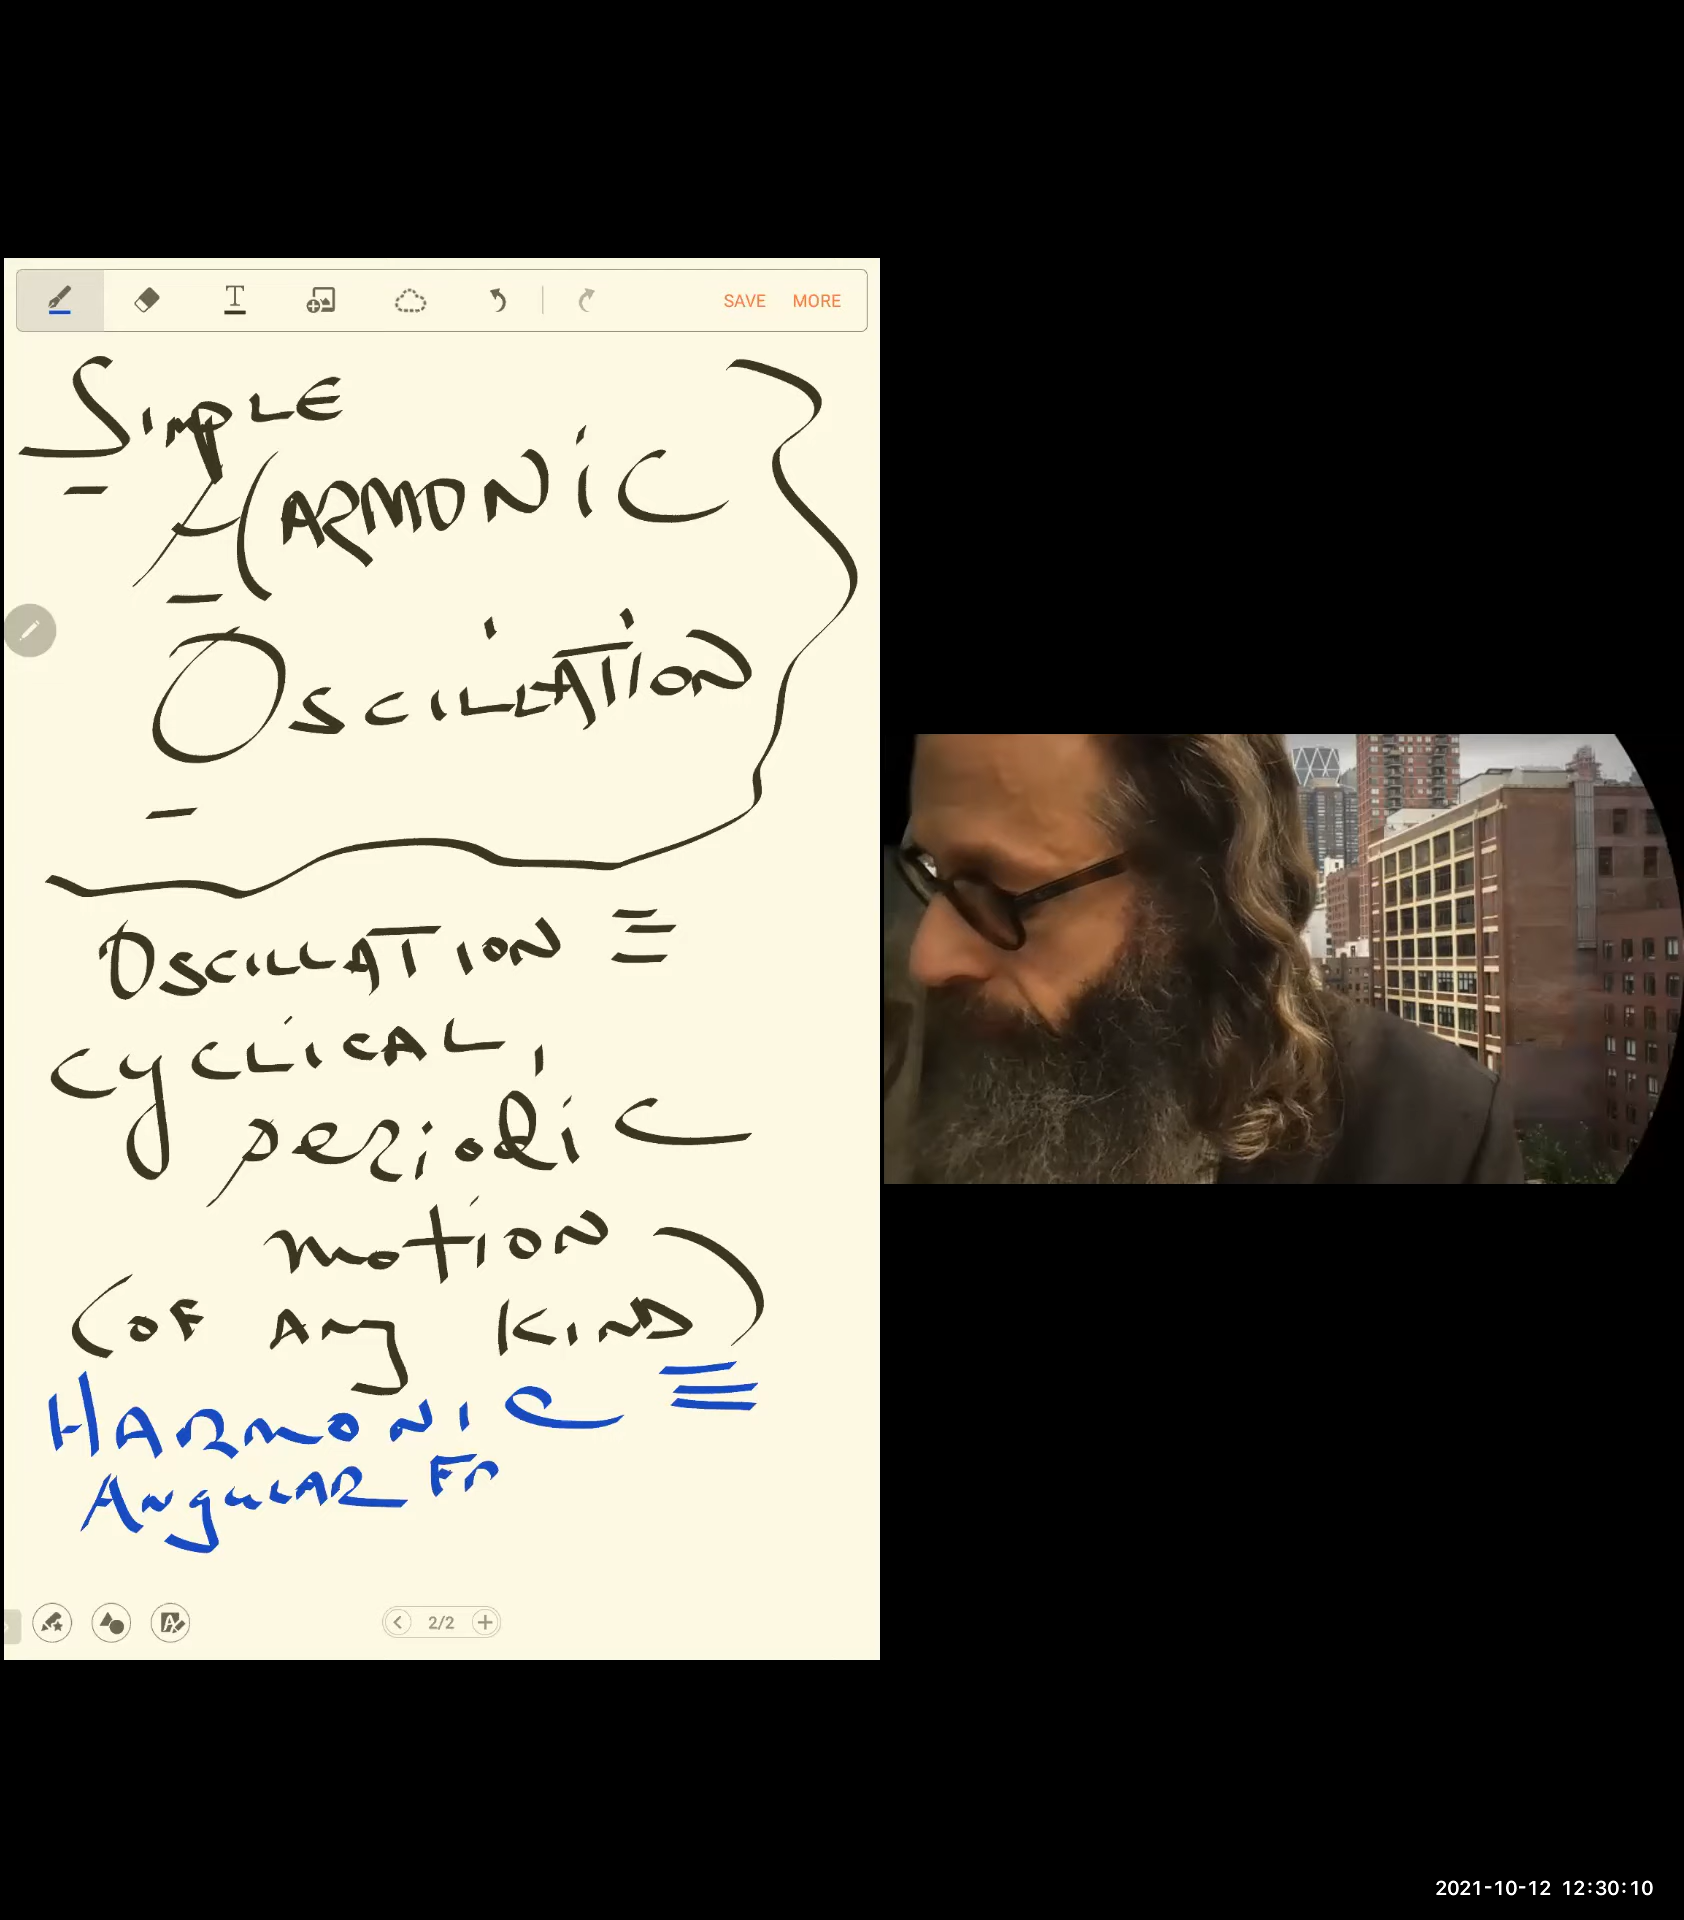 SAVE MORE
SIMPLE
HARMONIC
OSCILLATION
OSCILLATION ≡
CYCLICAL,
periodic
motion
(OF ANY KIND)
HARMONIC ≡
ANgULAR Fr
2/2
2021-10-12 12:30:10